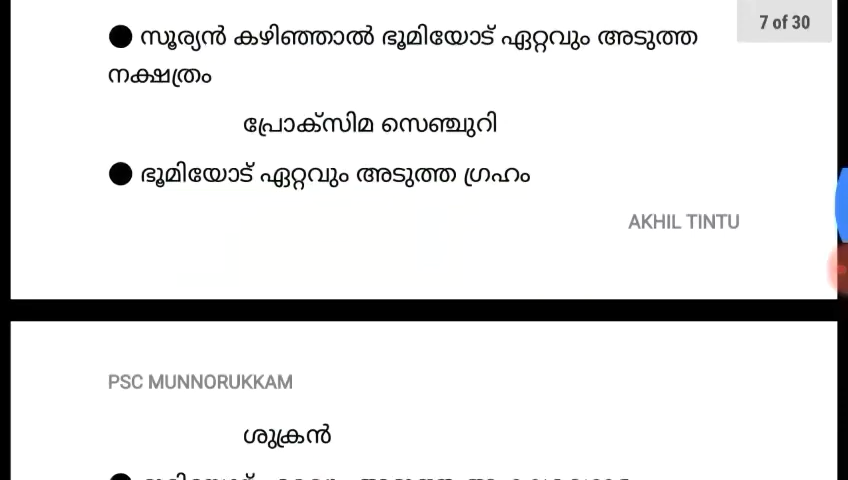 7 of 30
● സൂര്യൻ കഴിഞ്ഞാൽ ഭൂമിയോട് ഏറ്റവും അടുത്ത
നക്ഷത്രം
പ്രോക്സിമ സെഞ്ചുറി
● ഭൂമിയോട് ഏറ്റവും അടുത്ത ഗ്രഹം
AKHIL TINTU
PSC MUNNORUKKAM
ശുക്രൻ